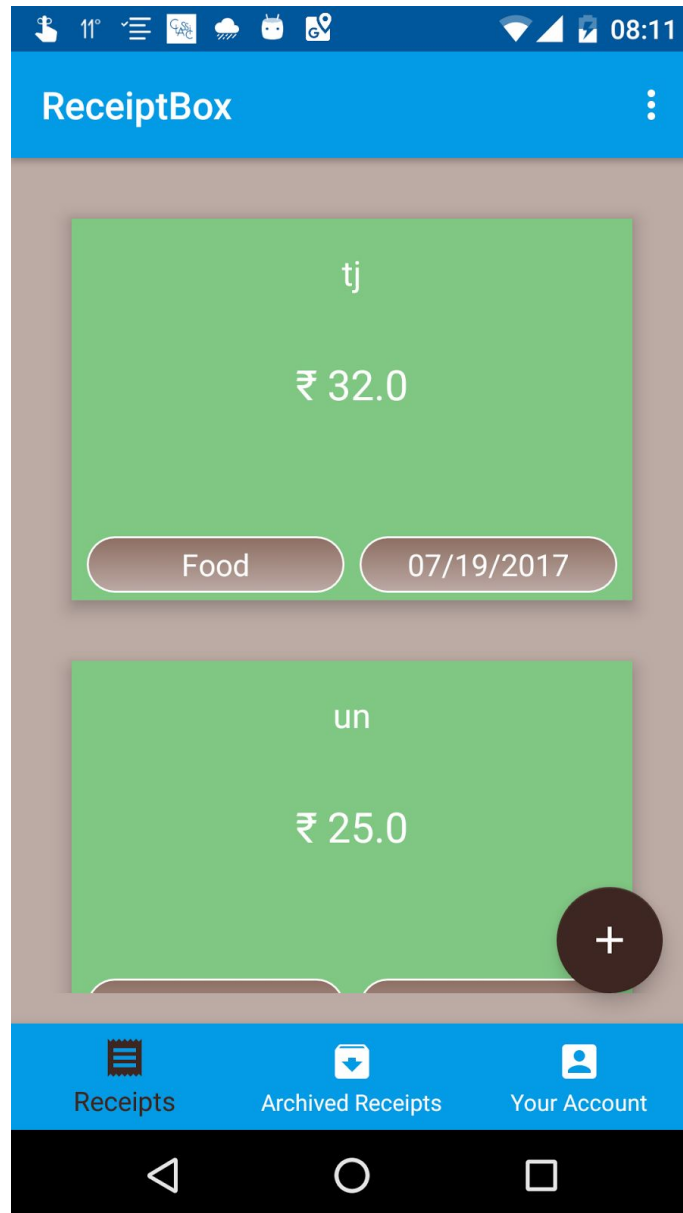 11° 08:11
ReceiptBox
tj
₹ 32.0
Food 07/19/2017
un
₹ 25.0
+
Receipts Archived Receipts Your Account